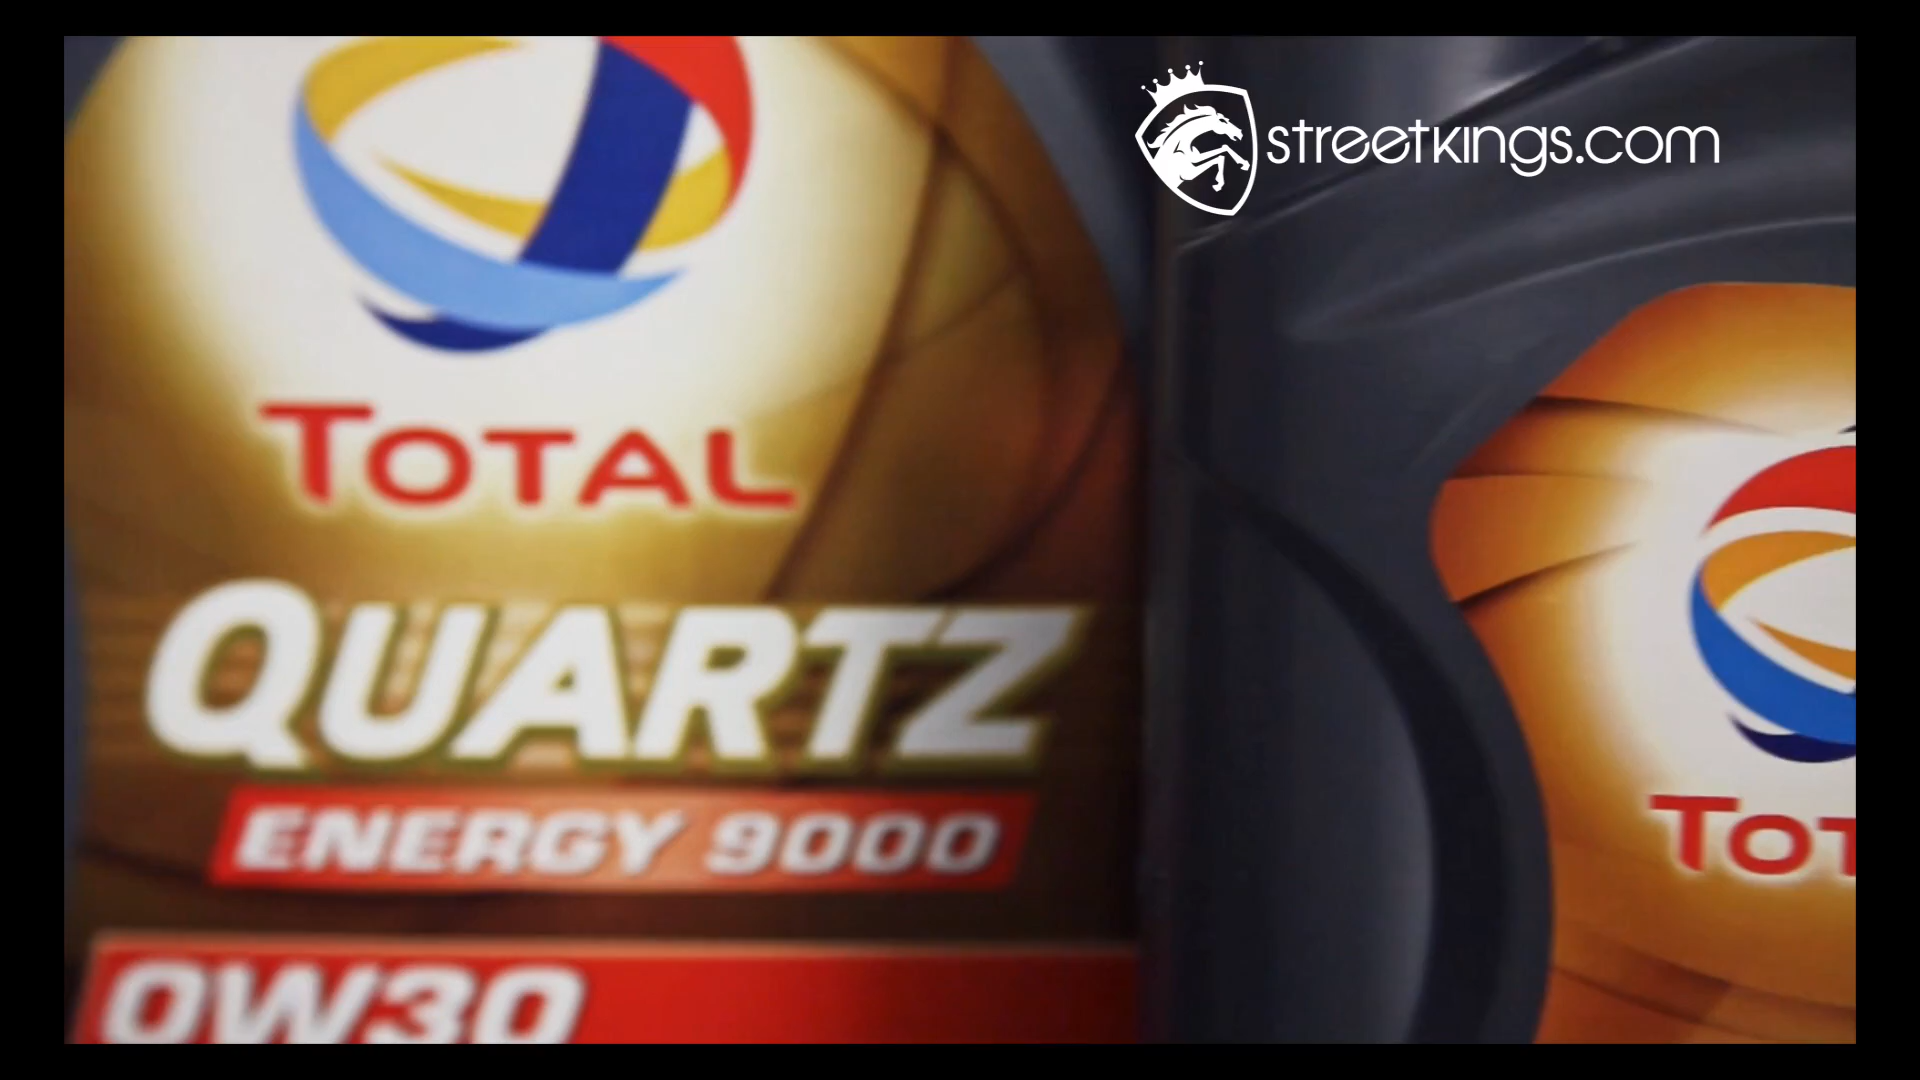 streetkings.com
TOTAL
QUARTZ
ENERGY 9000
0W30
TOT